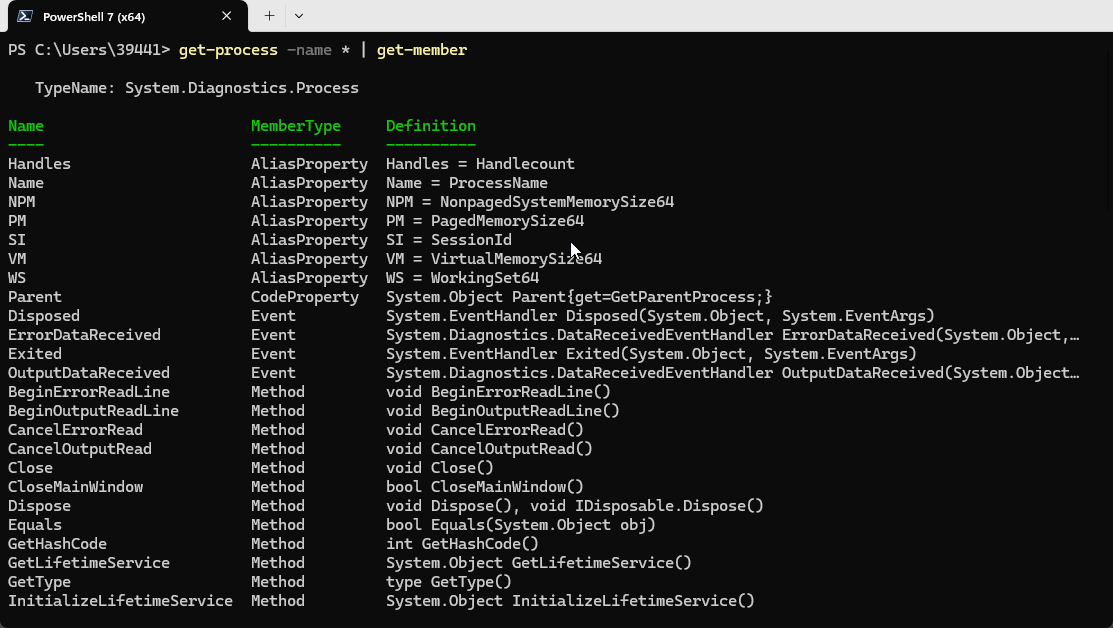 PowerShell 7 (x64)
PS C:\Users\39441> get-process -name * | get-member
TypeName: System.Diagnostics.Process
Name MemberType Definition
---- ---------- ----------
Handles AliasProperty Handles = Handlecount
Name AliasProperty Name = ProcessName
NPM AliasProperty NPM = NonpagedSystemMemorySize64
PM AliasProperty PM = PagedMemorySize64
SI AliasProperty SI = SessionId
VM AliasProperty VM = VirtualMemorySize64
WS AliasProperty WS = WorkingSet64
Parent CodeProperty System.Object Parent{get=GetParentProcess;}
Disposed Event System.EventHandler Disposed(System.Object, System.EventArgs)
ErrorDataReceived Event System.Diagnostics.DataReceivedEventHandler ErrorDataReceived(System.Object,…
Exited Event System.EventHandler Exited(System.Object, System.EventArgs)
OutputDataReceived Event System.Diagnostics.DataReceivedEventHandler OutputDataReceived(System.Object…
BeginErrorReadLine Method void BeginErrorReadLine()
BeginOutputReadLine Method void BeginOutputReadLine()
CancelErrorRead Method void CancelErrorRead()
CancelOutputRead Method void CancelOutputRead()
Close Method void Close()
CloseMainWindow Method bool CloseMainWindow()
Dispose Method void Dispose(), void IDisposable.Dispose()
Equals Method bool Equals(System.Object obj)
GetHashCode Method int GetHashCode()
GetLifetimeService Method System.Object GetLifetimeService()
GetType Method type GetType()
InitializeLifetimeService Method System.Object InitializeLifetimeService()